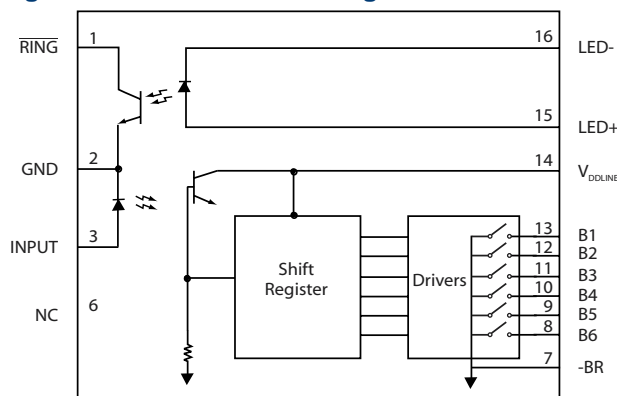 RING
1
GND
2
INPUT
3
NC
6
16
LED-
15
LED+
14
VDDLINE
Shift
Register
Drivers
13
B1
12
B2
11
B3
10
B4
9
B5
8
B6
7
-BR